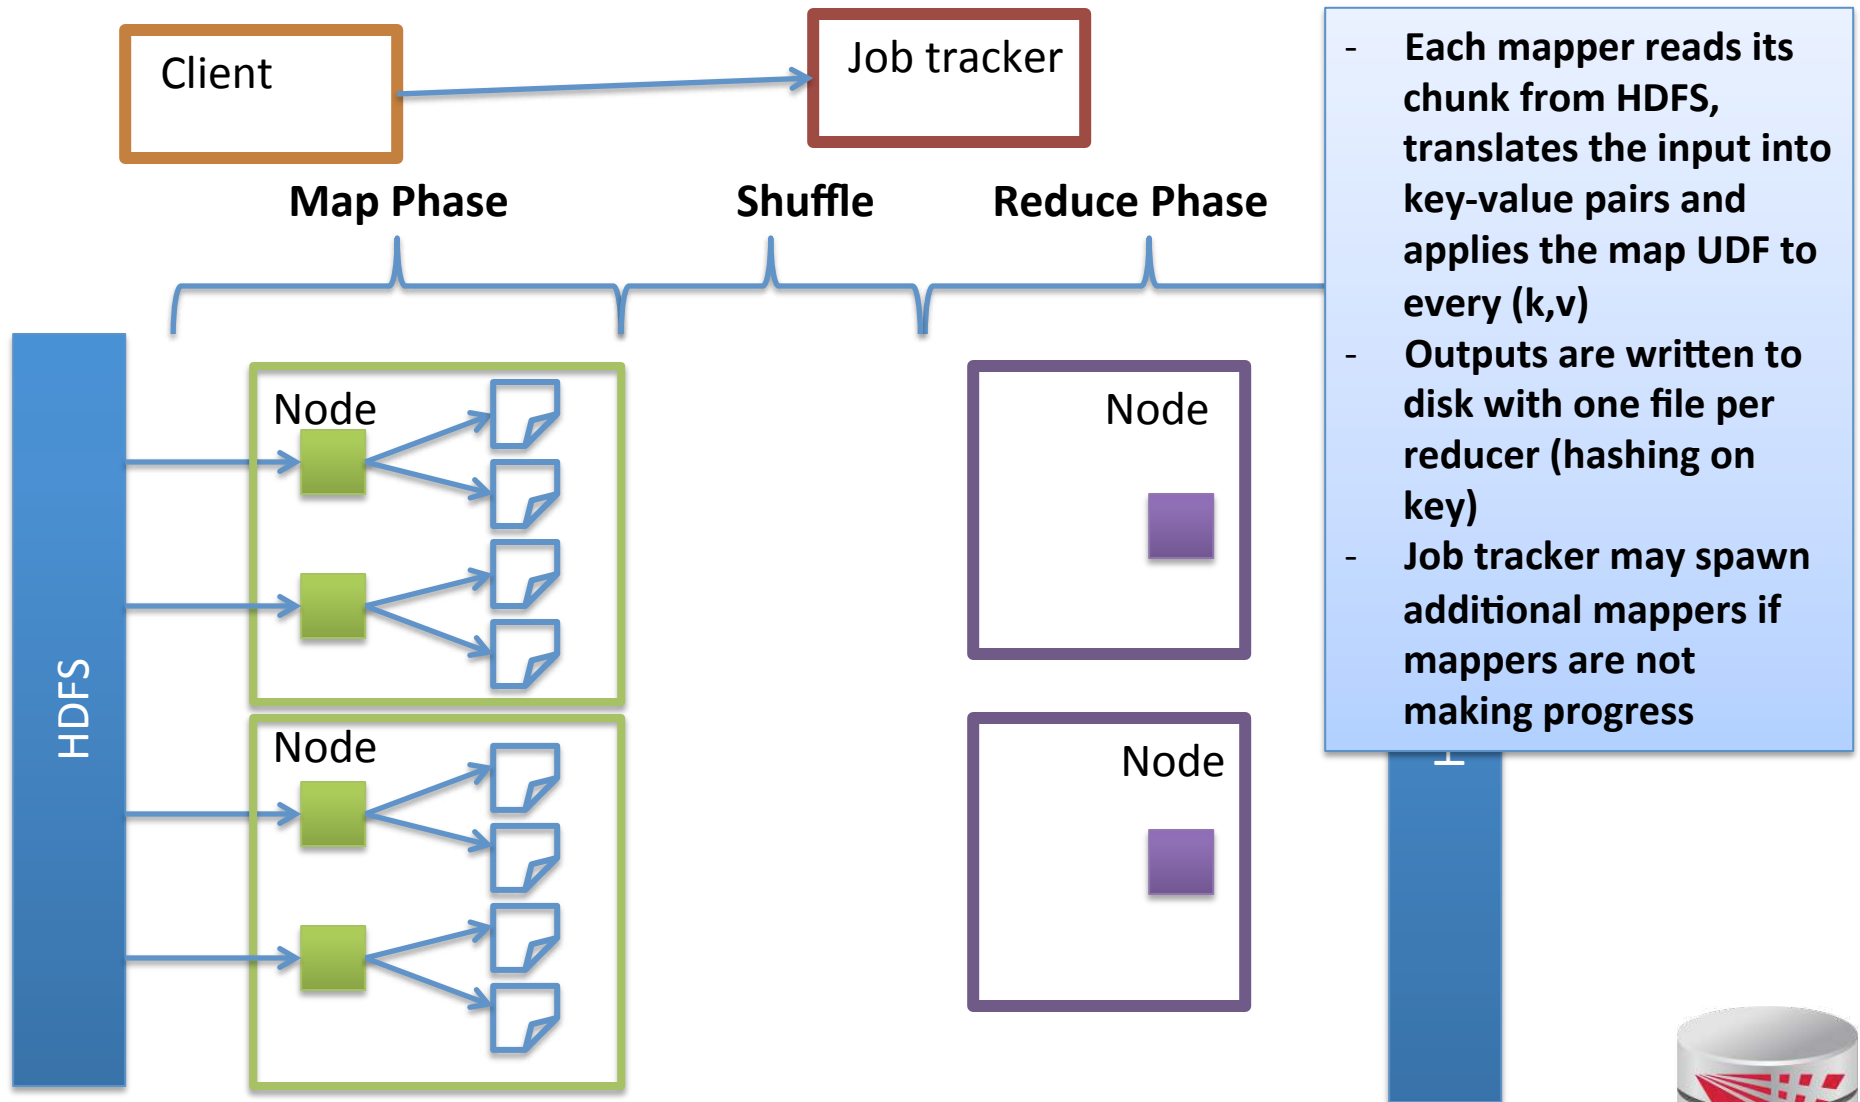 Client
Job tracker
Map Phase
Shuffle
Reduce Phase
HDFS
Node
Node
Node
Node
- Each mapper reads its
chunk from HDFS,
translates the input into
key-value pairs and
applies the map UDF to
every (k,v)
- Outputs are written to
disk with one file per
reducer (hashing on
key)
- Job tracker may spawn
additional mappers if
mappers are not
making progress